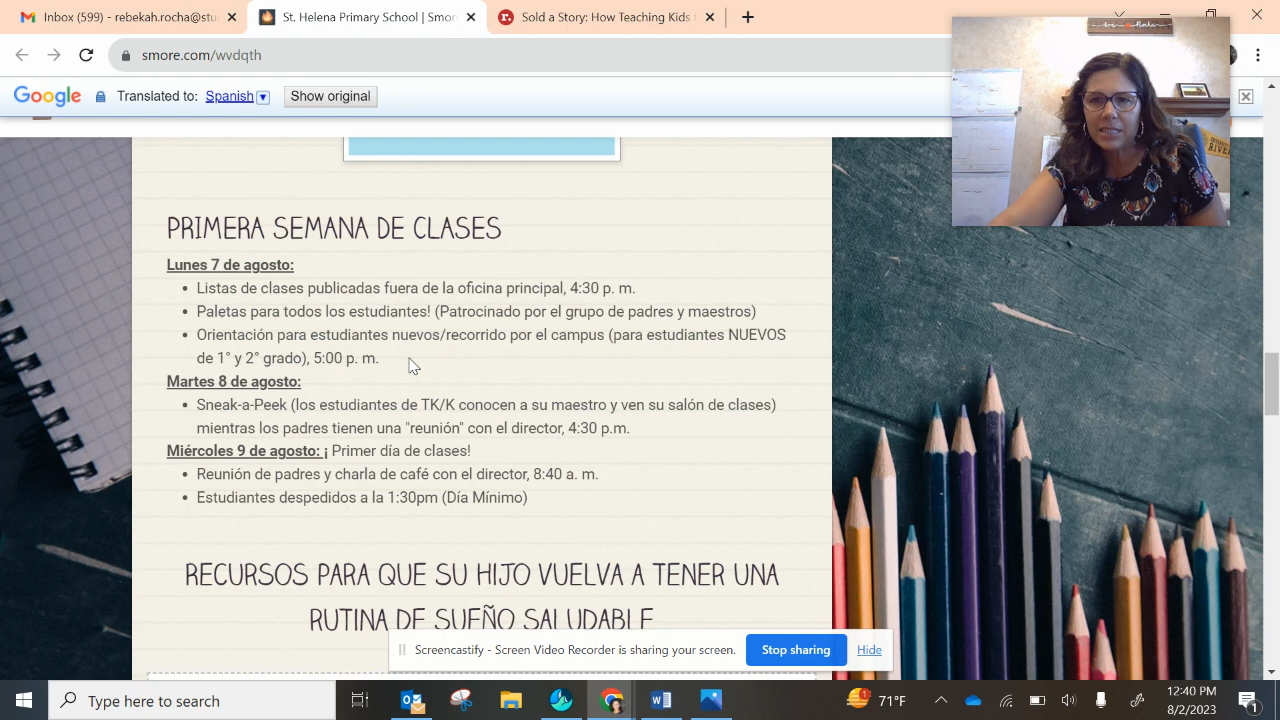 Inbox (599) - rebekah.rocha@stu
St. Helena Primary School | Smor
Sold a Story: How Teaching Kids
smore.com/wvdqth
Google
Translated to: Spanish
Show original
PRIMERA SEMANA DE CLASES
Lunes 7 de agosto:
• Listas de clases publicadas fuera de la oficina principal, 4:30 p. m.
• Paletas para todos los estudiantes! (Patrocinado por el grupo de padres y maestros)
• Orientación para estudiantes nuevos/recorrido por el campus (para estudiantes NUEVOS
de 1° y 2° grado), 5:00 p. m.
Martes 8 de agosto:
• Sneak-a-Peek (los estudiantes de TK/K conocen a su maestro y ven su salón de clases)
mientras los padres tienen una "reunión" con el director, 4:30 p.m.
Miércoles 9 de agosto: ¡ Primer día de clases!
• Reunión de padres y charla de café con el director, 8:40 a. m.
• Estudiantes despedidos a la 1:30pm (Día Mínimo)
RECURSOS PARA QUE SU HIJO VUELVA A TENER UNA
RUTINA DE SUEÑO SALUDABLE
Screencastify - Screen Video Recorder is sharing your screen.
Stop sharing
Hide
Type here to search
1
71°F
12:40 PM
8/2/2023
1